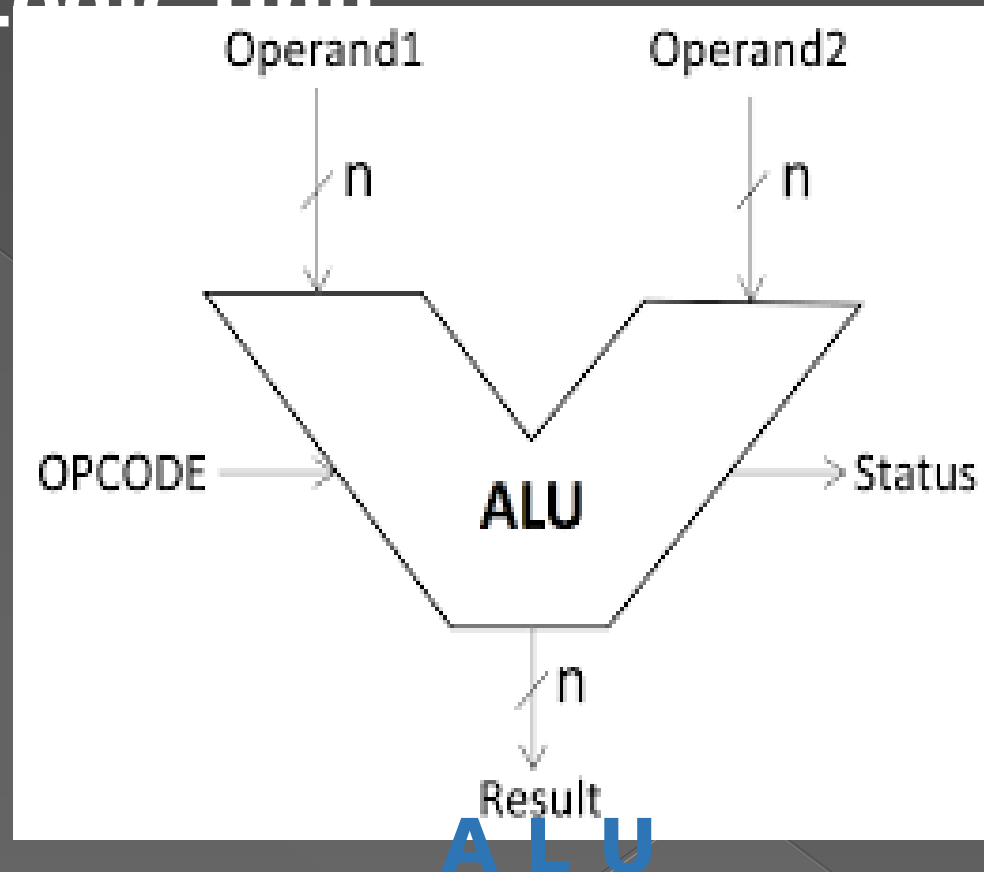 Operand1 Operand2
n n
OPCODE Status
ALU
n
Result
A L U